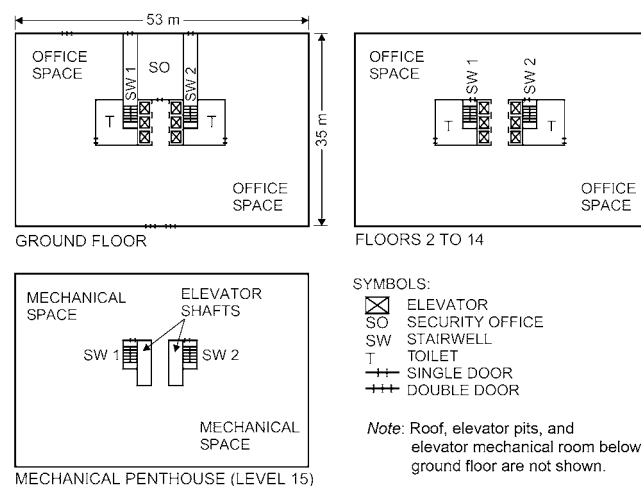 53 m
OFFICE
SPACE
SW 1
SO
SW 2
T
T
35 m
OFFICE
SPACE
GROUND FLOOR
OFFICE
SPACE
SW 1
SW 2
T
T
OFFICE
SPACE
FLOORS 2 TO 14
MECHANICAL
SPACE
ELEVATOR
SHAFTS
SW 1
SW 2
MECHANICAL
SPACE
MECHANICAL PENTHOUSE (LEVEL 15)
SYMBOLS:
ELEVATOR
SO SECURITY OFFICE
SW STAIRWELL
T TOILET
SINGLE DOOR
DOUBLE DOOR
Note: Roof, elevator pits, and
elevator mechanical room below
ground floor are not shown.